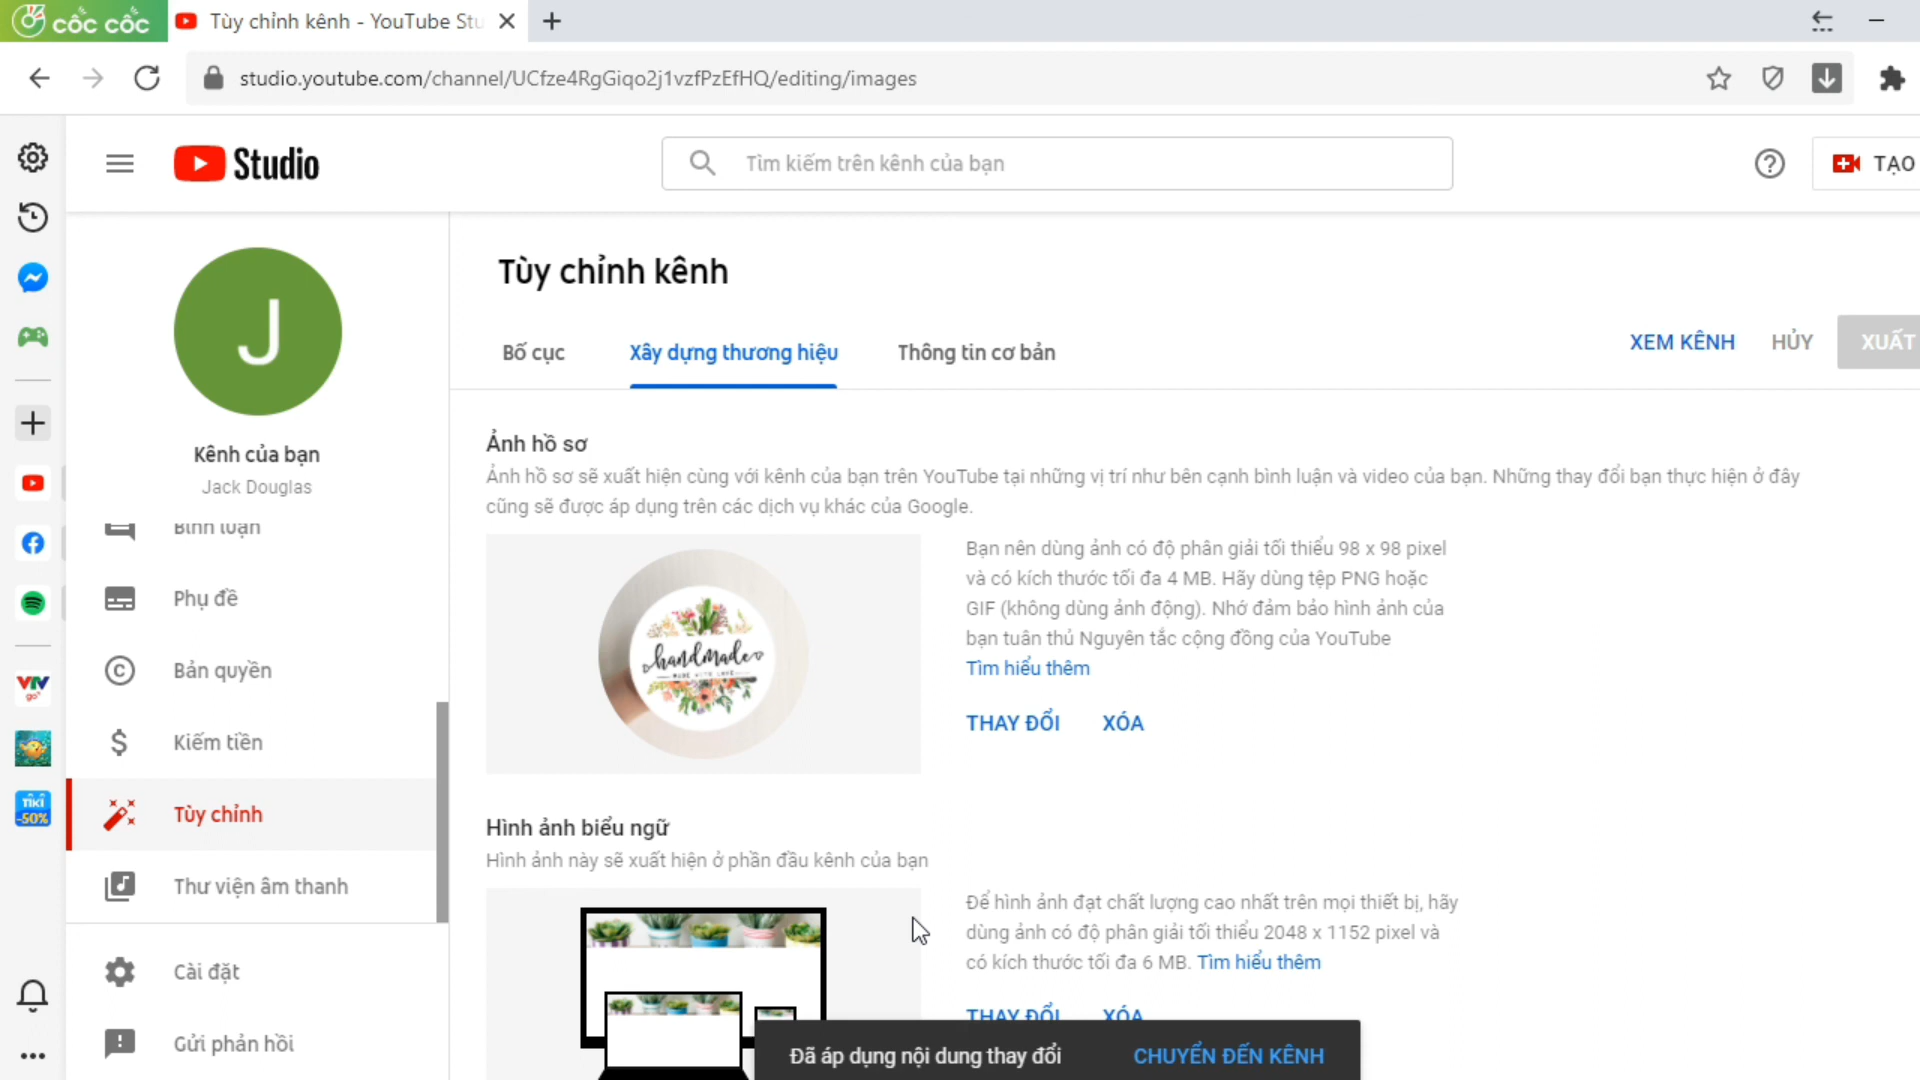 cốc cốc
Tùy chỉnh kênh - YouTube Stu
studio.youtube.com/channel/UCfze4RgGiqo2j1vzfPzEfHQ/editing/images
Studio
Tìm kiếm trên kênh của bạn
TẠO
J
Kênh của bạn
Jack Douglas
Bình luận
Phụ đề
Bản quyền
Kiếm tiền
Tùy chỉnh
Thư viện âm thanh
Cài đặt
Gửi phản hồi
VTV
go
TIKI
-50%
Tùy chỉnh kênh
Bố cục
Xây dựng thương hiệu
Thông tin cơ bản
XEM KÊNH
HỦY
XUẤT
Ảnh hồ sơ
Ảnh hồ sơ sẽ xuất hiện cùng với kênh của bạn trên YouTube tại những vị trí như bên cạnh bình luận và video của bạn. Những thay đổi bạn thực hiện ở đây
cũng sẽ được áp dụng trên các dịch vụ khác của Google.
handmade
MADE WITH LOVE
Bạn nên dùng ảnh có độ phân giải tối thiểu 98 x 98 pixel
và có kích thước tối đa 4 MB. Hãy dùng tệp PNG hoặc
GIF (không dùng ảnh động). Nhớ đảm bảo hình ảnh của
bạn tuân thủ Nguyên tắc cộng đồng của YouTube
Tìm hiểu thêm
THAY ĐỔI
XÓA
Hình ảnh biểu ngữ
Hình ảnh này sẽ xuất hiện ở phần đầu kênh của bạn
Để hình ảnh đạt chất lượng cao nhất trên mọi thiết bị, hãy
dùng ảnh có độ phân giải tối thiểu 2048 x 1152 pixel và
có kích thước tối đa 6 MB. Tìm hiểu thêm
THAY ĐỔI
XÓA
Đã áp dụng nội dung thay đổi
CHUYỂN ĐẾN KÊNH